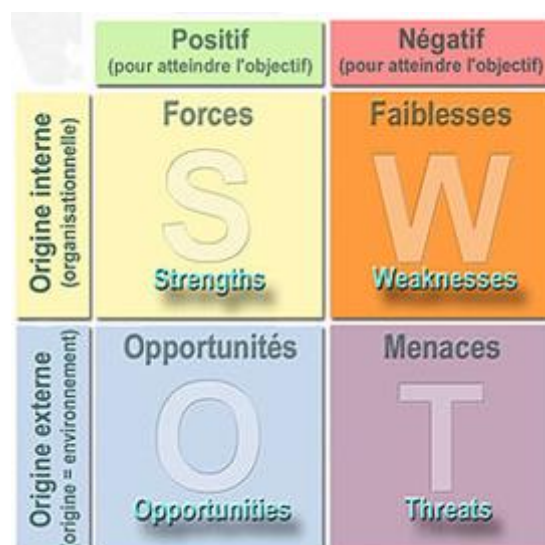 Positif
(pour atteindre l'objectif)
Négatif
(pour atteindre l'objectif)
Origine interne
(organisationnelle)
Forces
S
Strengths
Faiblesses
W
Weaknesses
Origine externe
(origine = environnement)
Opportunités
O
Opportunities
Menaces
T
Threats